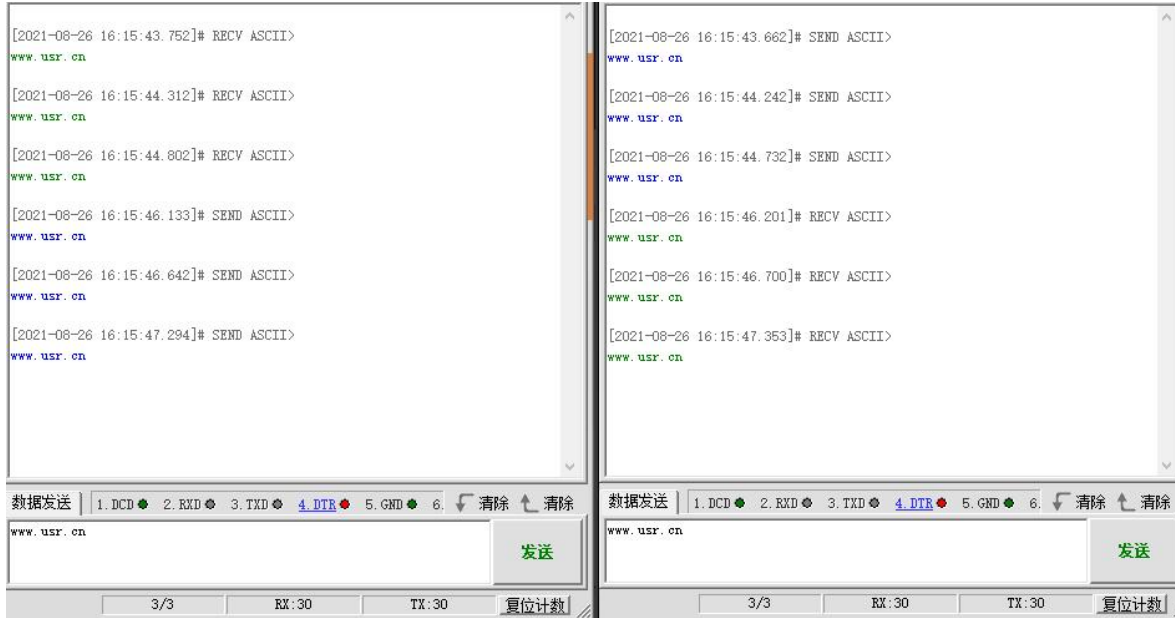 [2021-08-26 16:15:43.752]# RECV ASCII>
www.usr.cn
[2021-08-26 16:15:44.312]# RECV ASCII>
www.usr.cn
[2021-08-26 16:15:44.802]# RECV ASCII>
www.usr.cn
[2021-08-26 16:15:46.133]# SEND ASCII>
www.usr.cn
[2021-08-26 16:15:46.642]# SEND ASCII>
www.usr.cn
[2021-08-26 16:15:47.294]# SEND ASCII>
www.usr.cn
数据发送 1.DCD 2.RXD 3.TXD 4.DTR 5.GND 6. 清除 清除
www.usr.cn
发送
3/3 RX:30 TX:30 复位计数
[2021-08-26 16:15:43.662]# SEND ASCII>
www.usr.cn
[2021-08-26 16:15:44.242]# SEND ASCII>
www.usr.cn
[2021-08-26 16:15:44.732]# SEND ASCII>
www.usr.cn
[2021-08-26 16:15:46.201]# RECV ASCII>
www.usr.cn
[2021-08-26 16:15:46.700]# RECV ASCII>
www.usr.cn
[2021-08-26 16:15:47.353]# RECV ASCII>
www.usr.cn
数据发送 1.DCD 2.RXD 3.TXD 4.DTR 5.GND 6. 清除 清除
www.usr.cn
发送
3/3 RX:30 TX:30 复位计数